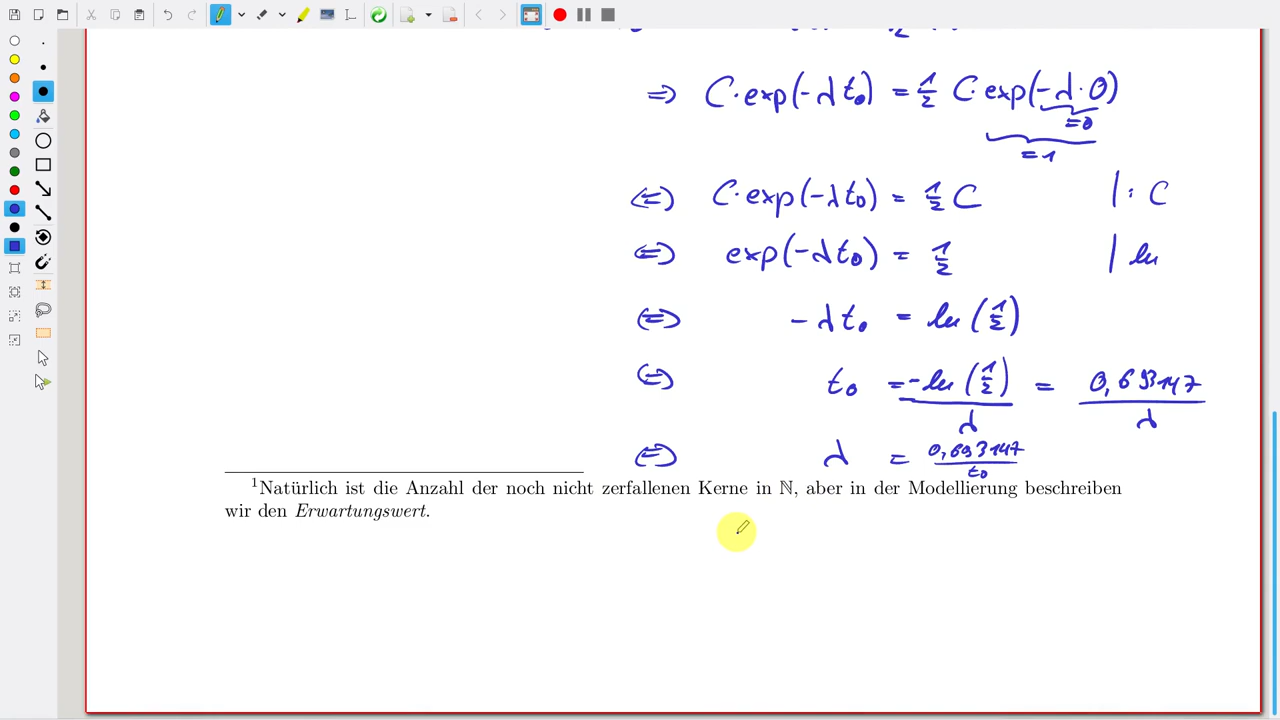 ⇒ C·exp(-λt₀) = 1/2 C·exp(-λ·0)
=0
=1
(⇔) C·exp(-λt₀) = 1/2 C |: C
(⇔) exp(-λt₀) = 1/2 | ln
(⇔) -λt₀ = ln(1/2)
(⇔) t₀ = -ln(1/2)/λ = 0,693147/λ
(⇔) λ = 0,693147/t₀
¹Natürlich ist die Anzahl der noch nicht zerfallenen Kerne in ℕ, aber in der Modellierung beschreiben
wir den Erwartungswert.